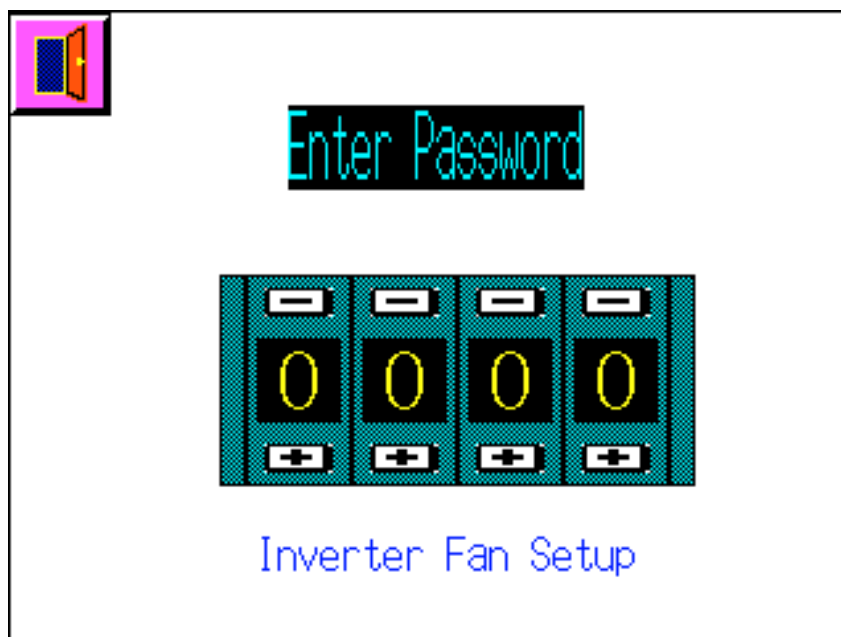 Enter Password
− − − −
0 0 0 0
+ + + +
Inverter Fan Setup